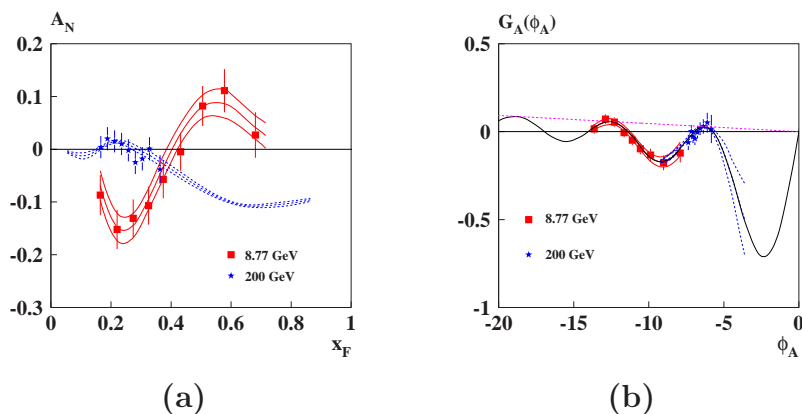 A_N
0.2
0.1
0
-0.1
-0.2
-0.3
8.77 GeV
200 GeV
0 0.2 0.4 0.6 0.8 1
x_F
(a)
G_A(ϕ_A)
0.5
0
-0.5
-1
8.77 GeV
200 GeV
-20 -15 -10 -5 0
ϕ_A
(b)